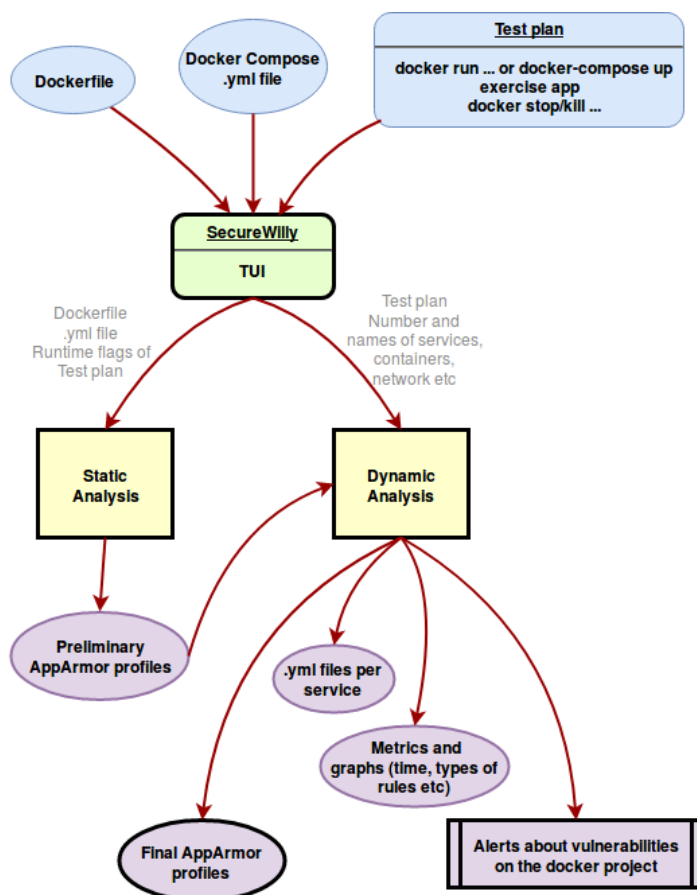 Dockerfile
Docker Compose
.yml file
Test plan
docker run ... or docker-compose up
exercise app
docker stop/kill ...
SecureWilly
TUI
Dockerfile
.yml file
Runtime flags of
Test plan
Test plan
Number and
names of services,
containers,
network etc
Static
Analysis
Dynamic
Analysis
Preliminary
AppArmor profiles
.yml files per
service
Metrics and
graphs (time, types of
rules etc)
Final AppArmor
profiles
Alerts about vulnerabilities
on the docker project